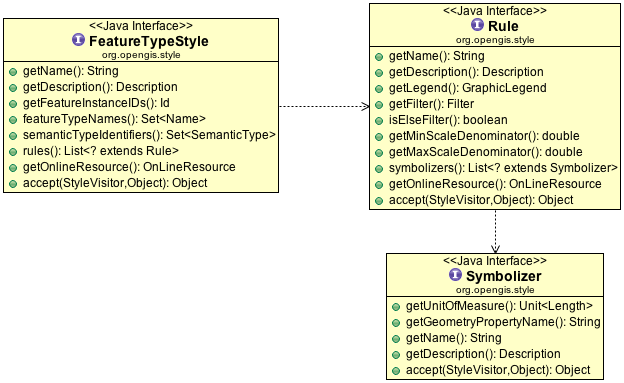 <<Java Interface>>
FeatureTypeStyle
org.opengis.style
getName(): String
getDescription(): Description
getFeatureInstanceIDs(): Id
featureTypeNames(): Set<Name>
semanticTypeIdentifiers(): Set<SemanticType>
rules(): List<? extends Rule>
getOnlineResource(): OnLineResource
accept(StyleVisitor,Object): Object
<<Java Interface>>
Rule
org.opengis.style
getName(): String
getDescription(): Description
getLegend(): GraphicLegend
getFilter(): Filter
isElseFilter(): boolean
getMinScaleDenominator(): double
getMaxScaleDenominator(): double
symbolizers(): List<? extends Symbolizer>
getOnlineResource(): OnLineResource
accept(StyleVisitor,Object): Object
<<Java Interface>>
Symbolizer
org.opengis.style
getUnitOfMeasure(): Unit<Length>
getGeometryPropertyName(): String
getName(): String
getDescription(): Description
accept(StyleVisitor,Object): Object